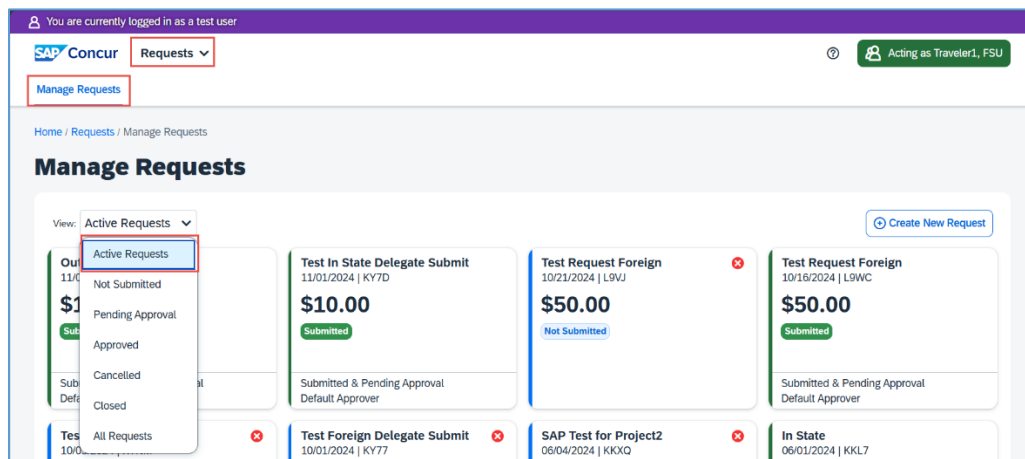 You are currently logged in as a test user
SAP Concur Requests
Acting as Traveler1, FSU
Manage Requests
Home / Requests / Manage Requests
Manage Requests
View: Active Requests
Create New Request
Active Requests
Not Submitted
Pending Approval
Approved
Cancelled
Closed
All Requests
Test In State Delegate Submit
11/01/2024 | KY7D
$10.00
Submitted
Submitted & Pending Approval
Default Approver
Test Request Foreign
10/21/2024 | L9VJ
$50.00
Not Submitted
Test Request Foreign
10/16/2024 | L9WC
$50.00
Submitted
Submitted & Pending Approval
Default Approver
Test Foreign Delegate Submit
10/01/2024 | KY77
SAP Test for Project2
06/04/2024 | KKXQ
In State
06/01/2024 | KKL7